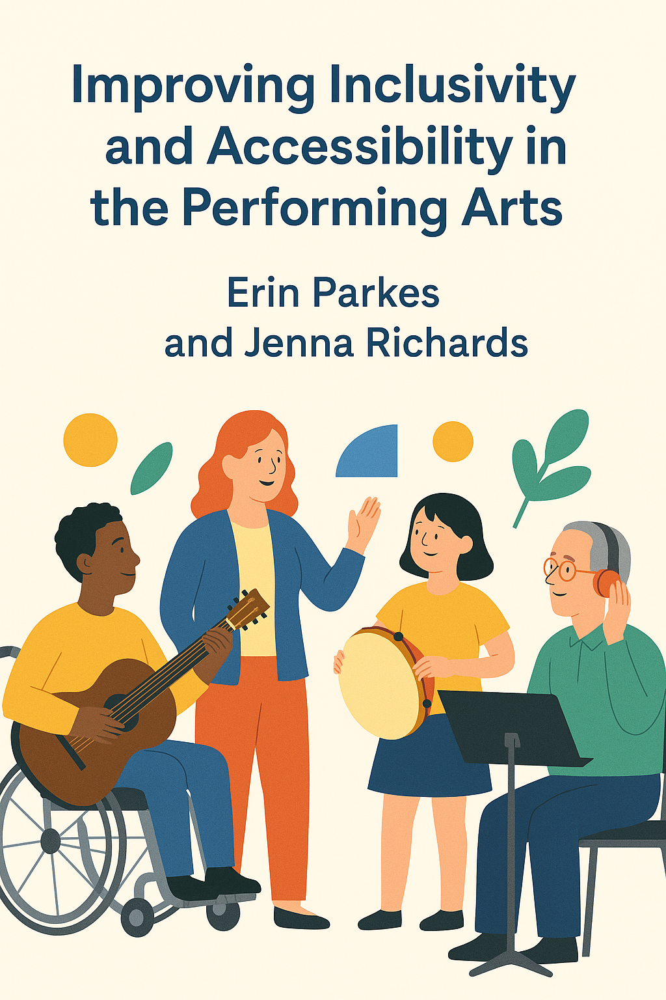 Improving Inclusivity
and Accessibility in
the Performing Arts
Erin Parkes
and Jenna Richards